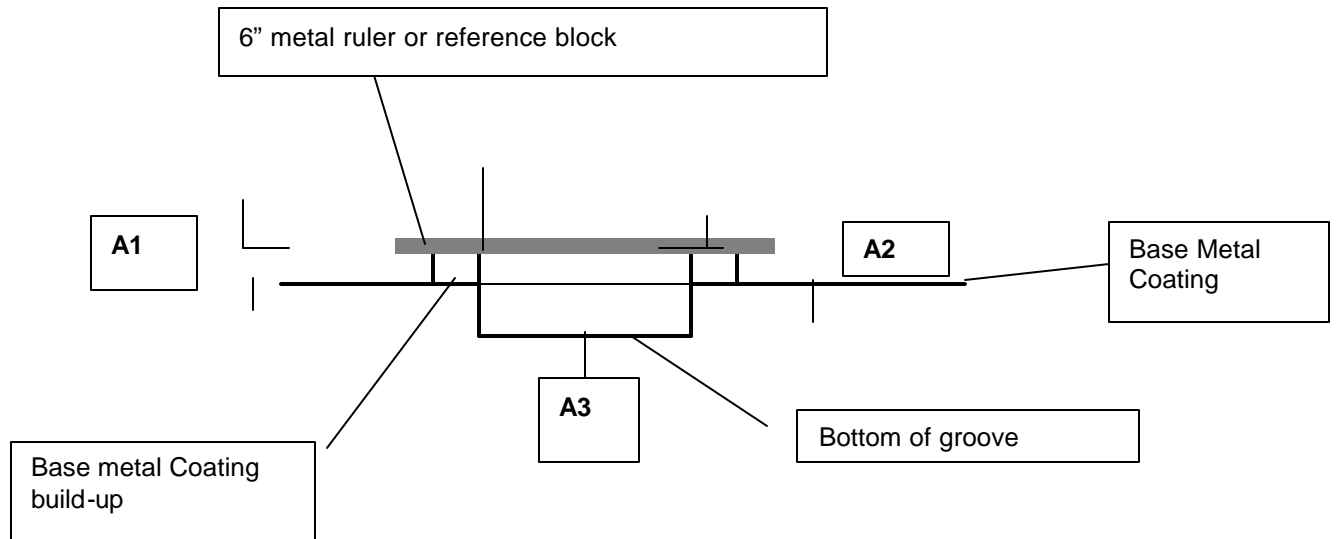 6” metal ruler or reference block
A1
A2
Base Metal
Coating
A3
Bottom of groove
Base metal Coating
build-up